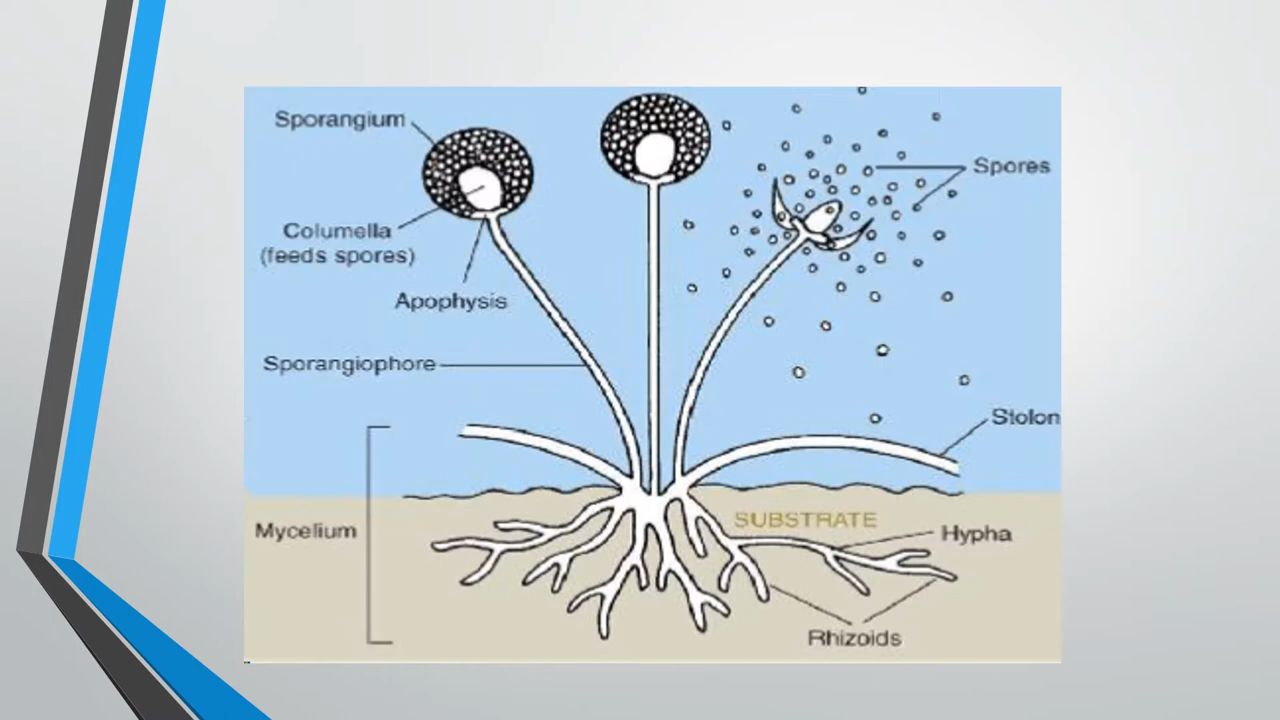 Sporangium
Spores
Columella
(feeds spores)
Apophysis
Sporangiophore
Stolon
SUBSTRATE
Mycelium
Hypha
Rhizoids